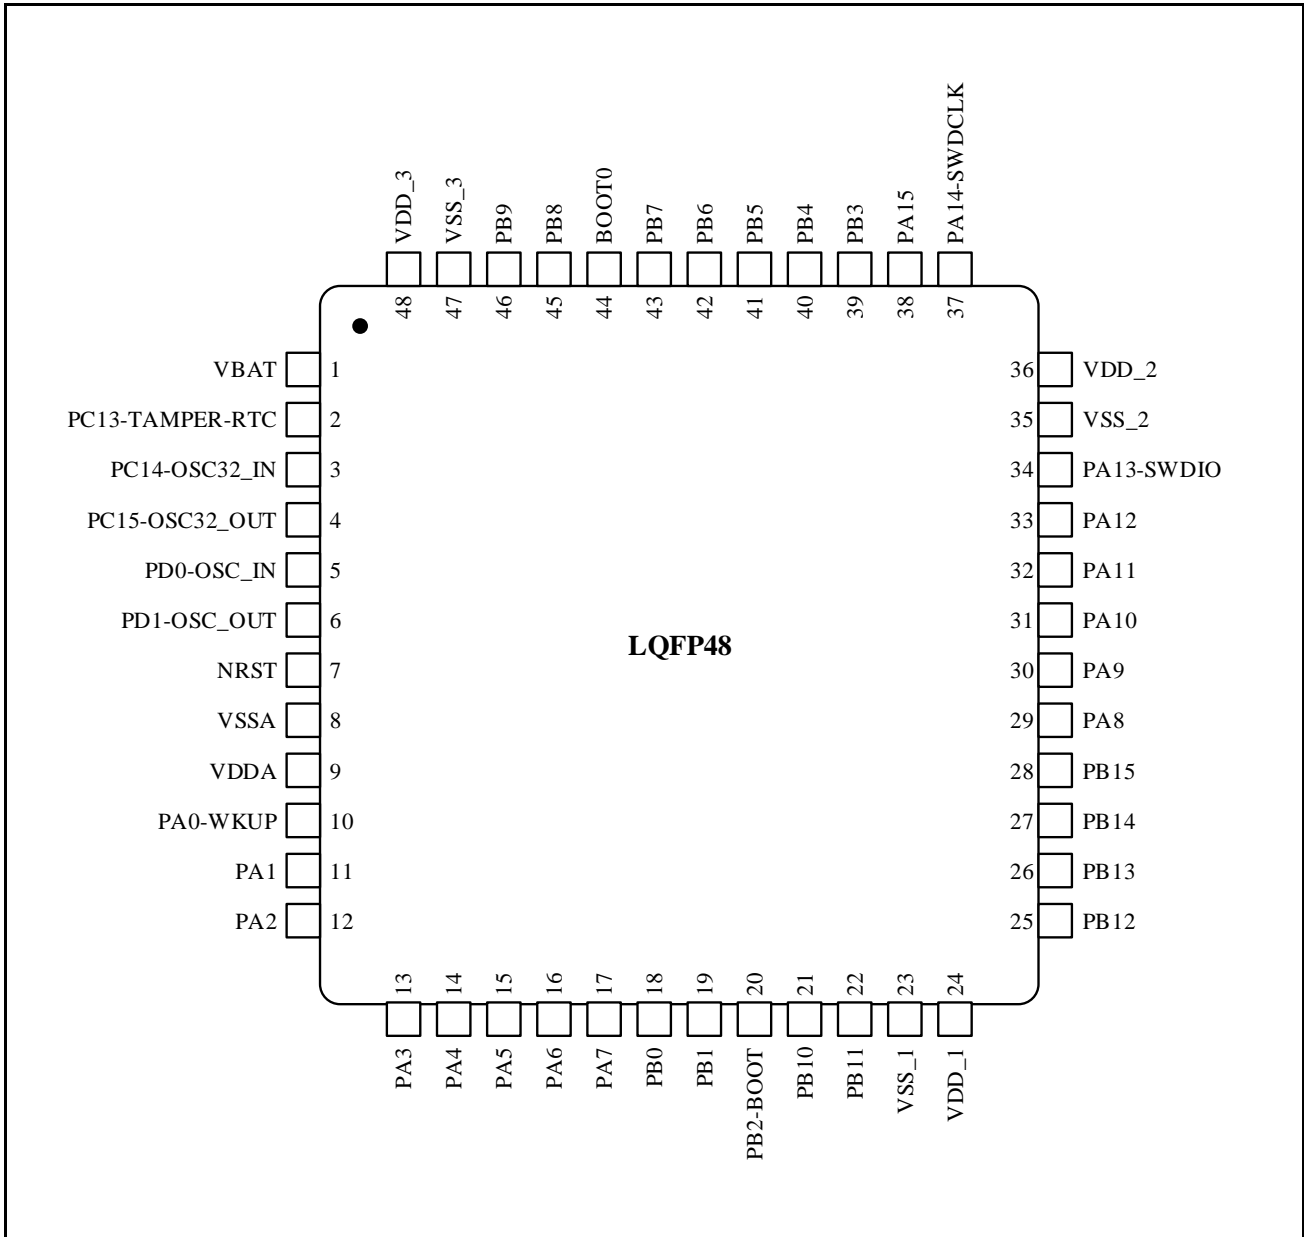 VDD_3
VSS_3
PB9
PB8
BOOT0
PB7
PB6
PB5
PB4
PB3
PA15
PA14-SWDCLK
48
47
46
45
44
43
42
41
40
39
38
37
VBAT 1
PC13-TAMPER-RTC 2
PC14-OSC32_IN 3
PC15-OSC32_OUT 4
PD0-OSC_IN 5
PD1-OSC_OUT 6
NRST 7
VSSA 8
VDDA 9
PA0-WKUP 10
PA1 11
PA2 12
LQFP48
36 VDD_2
35 VSS_2
34 PA13-SWDIO
33 PA12
32 PA11
31 PA10
30 PA9
29 PA8
28 PB15
27 PB14
26 PB13
25 PB12
13
14
15
16
17
18
19
20
21
22
23
24
PA3
PA4
PA5
PA6
PA7
PB0
PB1
PB2-BOOT
PB10
PB11
VSS_1
VDD_1